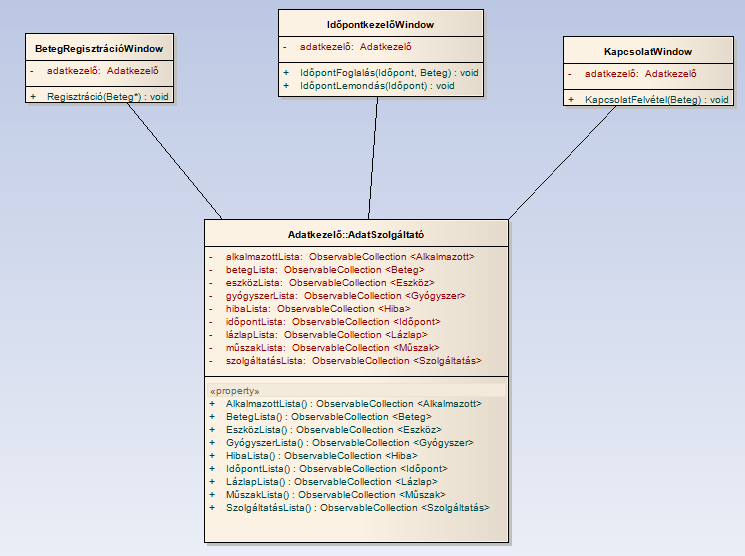 BetegRegisztrációWindow
- adatkezelő: Adatkezelő
+ Regisztráció(Beteg*) : void
IdőpontkezelőWindow
- adatkezelő: Adatkezelő
+ IdőpontFoglalás(Időpont, Beteg) : void
+ IdőpontLemondás(Időpont) : void
KapcsolatWindow
- adatkezelő: Adatkezelő
+ KapcsolatFelvétel(Beteg) : void
Adatkezelő::AdatSzolgáltató
- alkalmazottLista: ObservableCollection <Alkalmazott>
- betegLista: ObservableCollection <Beteg>
- eszközLista: ObservableCollection <Eszköz>
- gyógyszerLista: ObservableCollection <Gyógyszer>
- hibaLista: ObservableCollection <Hiba>
- időpontLista: ObservableCollection <Időpont>
- lázlapLista: ObservableCollection <Lázlap>
- műszakLista: ObservableCollection <Műszak>
- szolgáltatásLista: ObservableCollection <Szolgáltatás>
«property»
+ AlkalmazottLista() : ObservableCollection <Alkalmazott>
+ BetegLista() : ObservableCollection <Beteg>
+ EszközLista() : ObservableCollection <Eszköz>
+ GyógyszerLista() : ObservableCollection <Gyógyszer>
+ HibaLista() : ObservableCollection <Hiba>
+ IdőpontLista() : ObservableCollection <Időpont>
+ LázlapLista() : ObservableCollection <Lázlap>
+ MűszakLista() : ObservableCollection <Műszak>
+ SzolgáltatásLista() : ObservableCollection <Szolgáltatás>